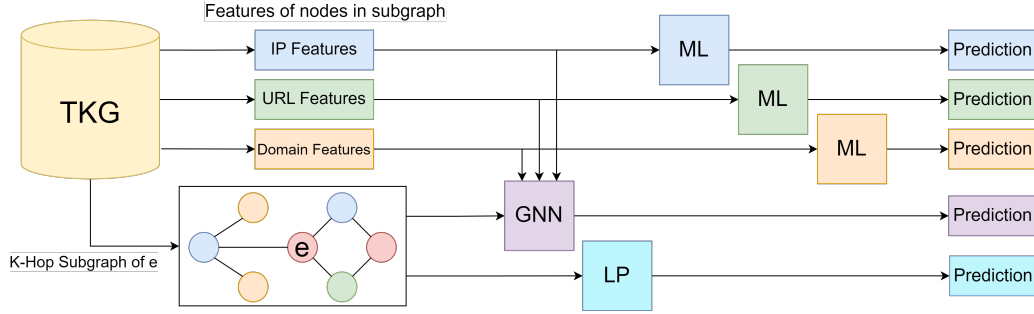 Features of nodes in subgraph
TKG
IP Features
ML
Prediction
URL Features
ML
Prediction
Domain Features
ML
Prediction
GNN
Prediction
K-Hop Subgraph of e
e
LP
Prediction